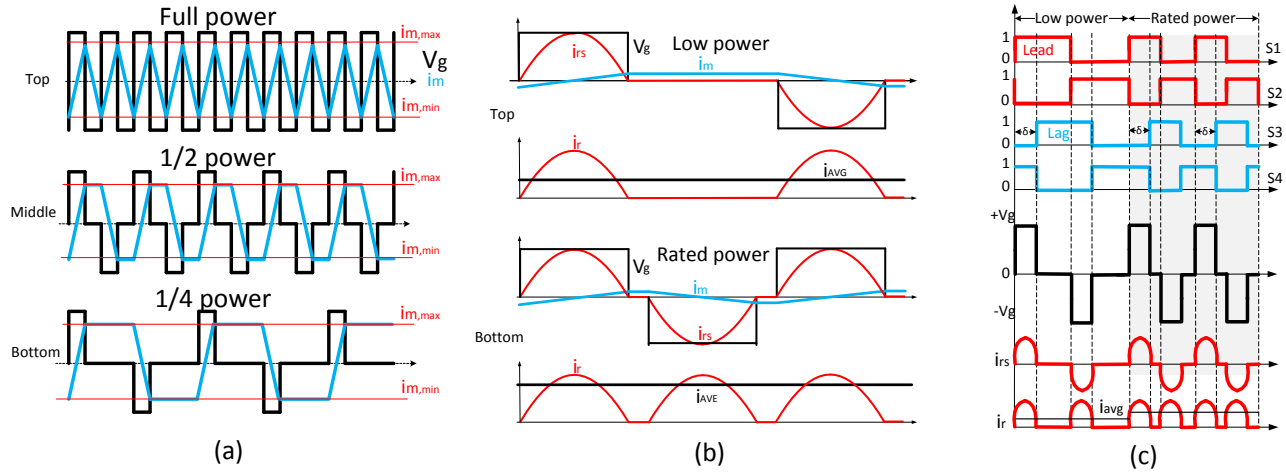 Full power
im,max
Vg
im
Top
im,min
1/2 power
im,max
Middle
im,min
1/4 power
im,max
Bottom
im,min
(a)
Vg
Low power
irs
im
Top
ir
iAVG
Vg
Rated power
im
irs
Bottom
ir
iAVE
(b)
Low power
Rated power
1
Lead
S1
0
1
S2
0
1
δ
Lag
δ
δ
S3
0
1
S4
0
+Vg
0
-Vg
irs
iavg
ir
(c)